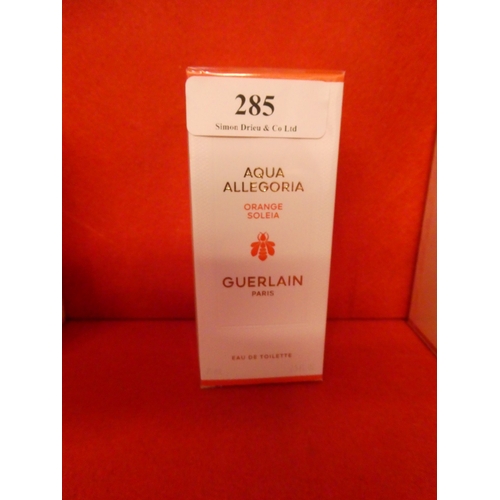 285
Simon Drieu & Co Ltd
AQUA
ALLEGORIA
ORANGE
SOLEIA
GUERLAIN
PARIS
EAU DE TOILETTE